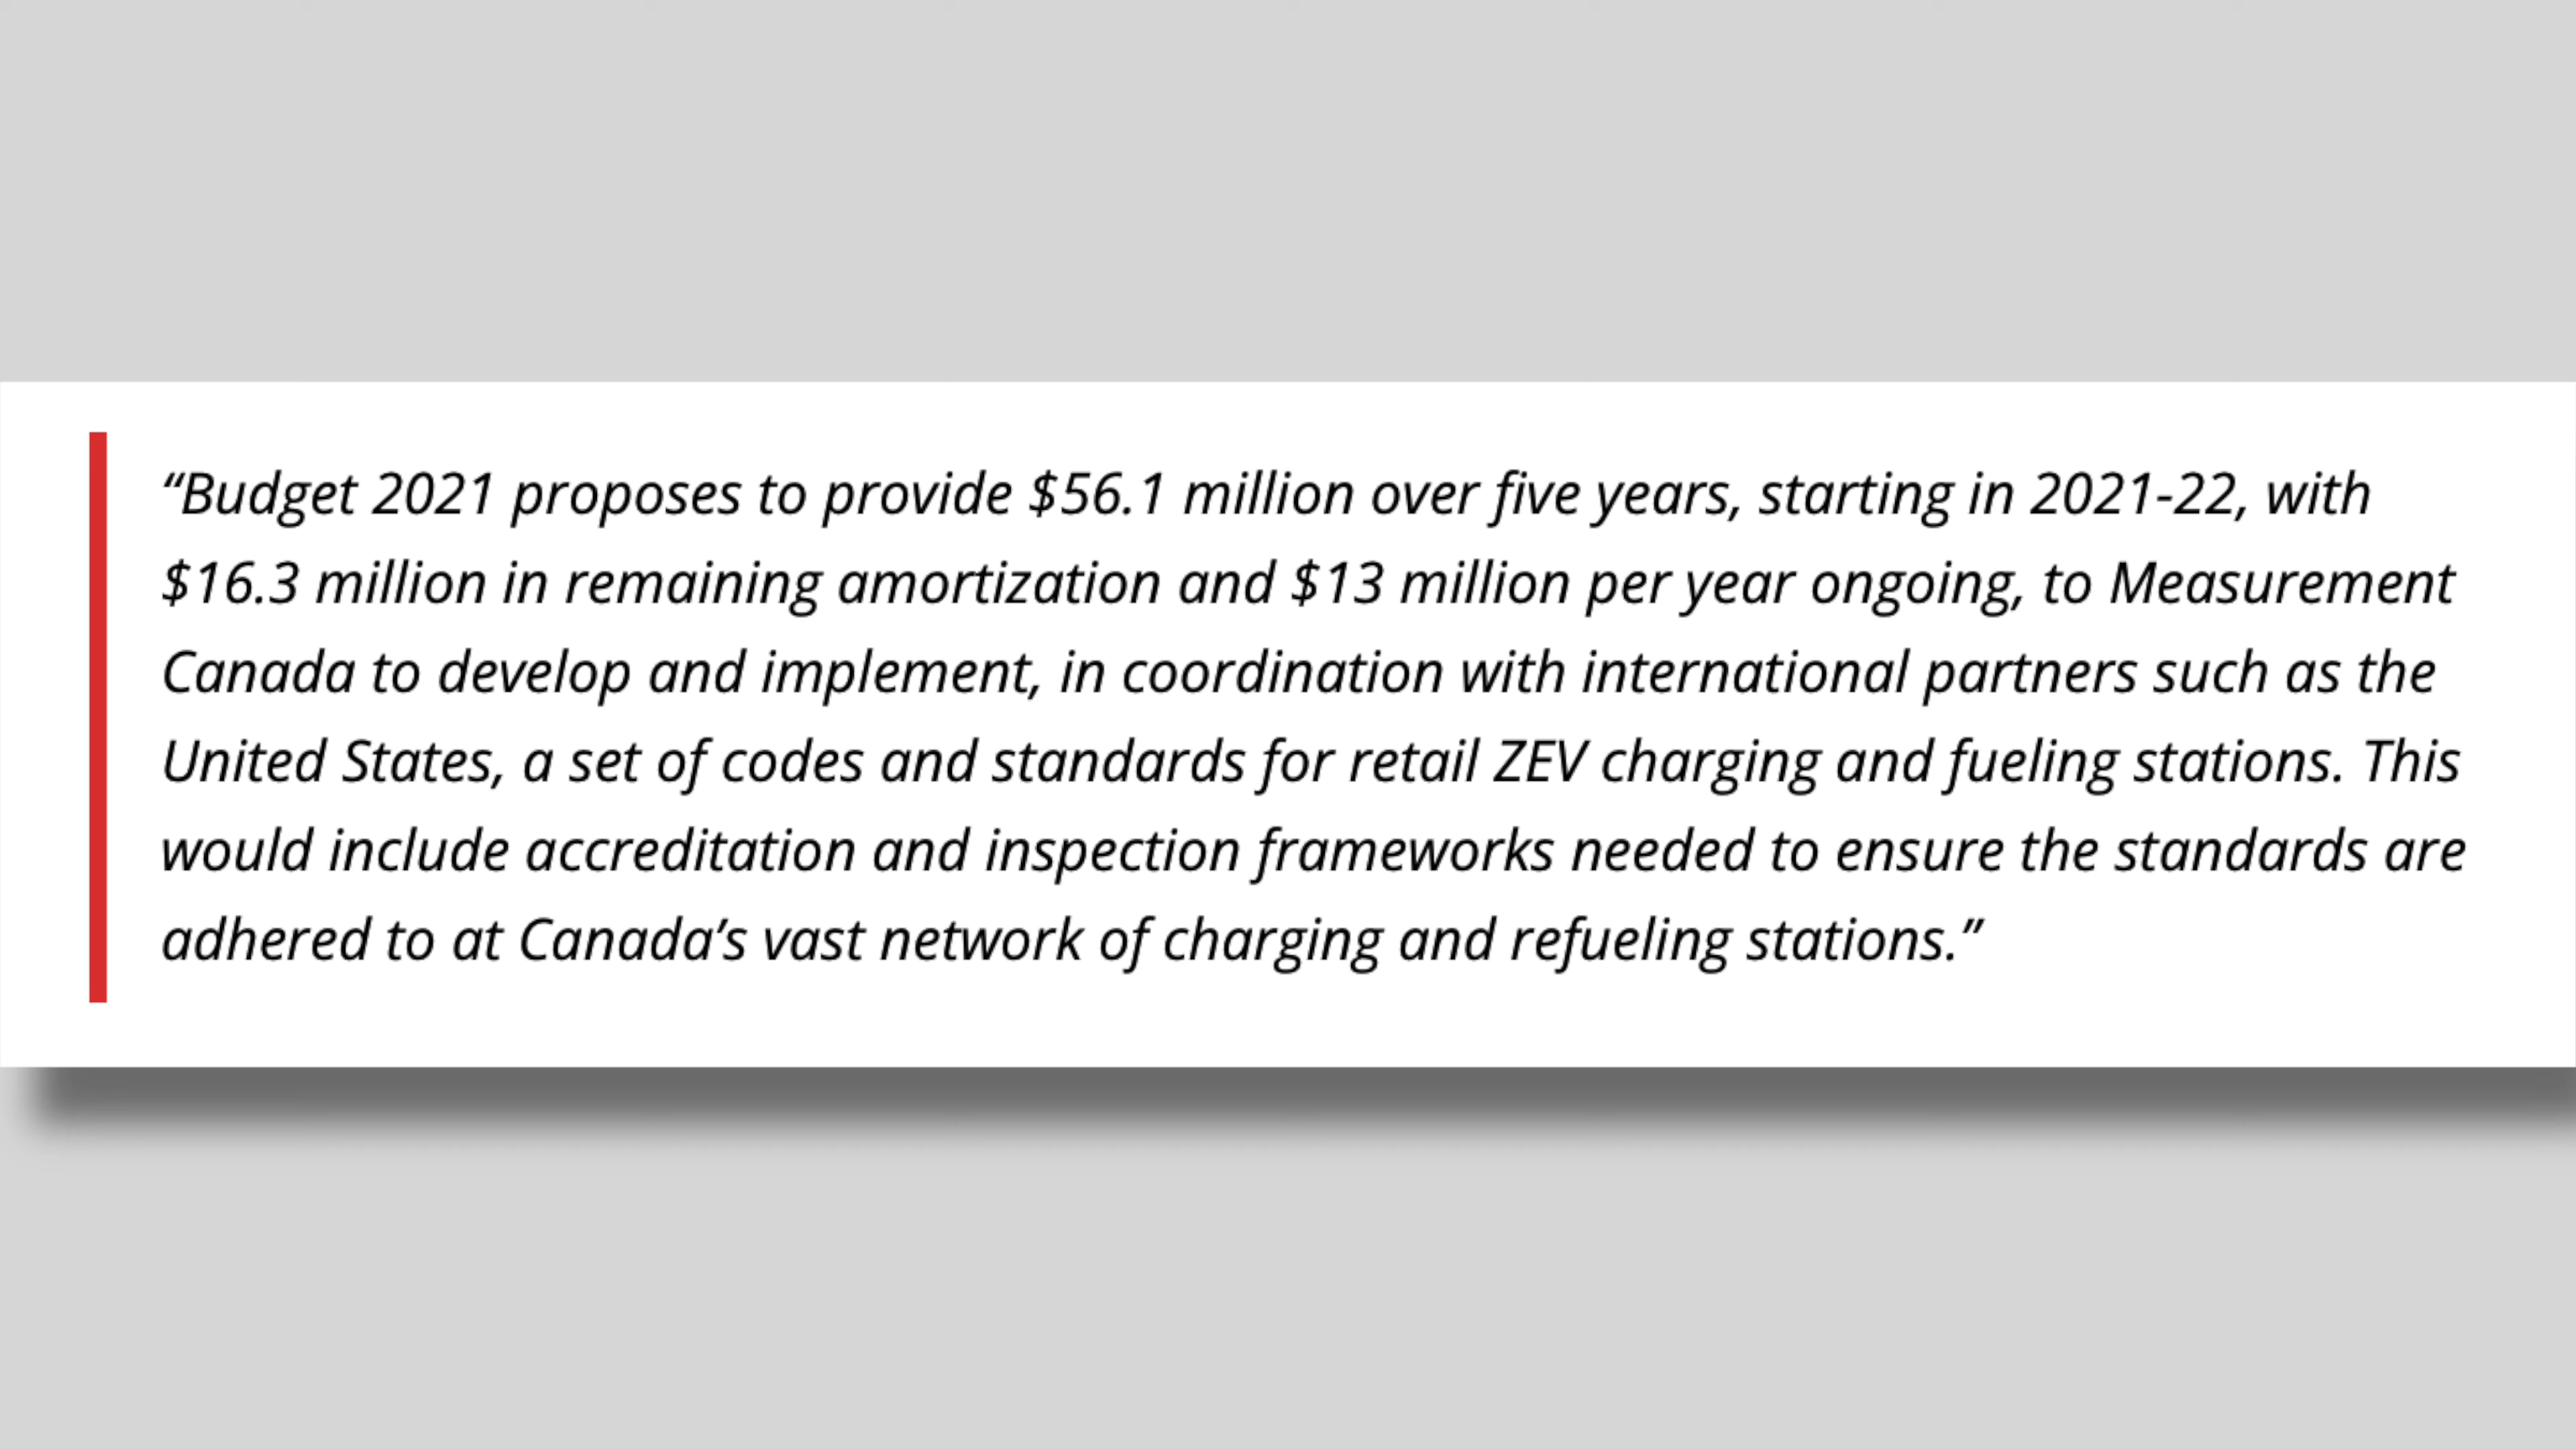 “Budget 2021 proposes to provide $56.1 million over five years, starting in 2021-22, with
$16.3 million in remaining amortization and $13 million per year ongoing, to Measurement
Canada to develop and implement, in coordination with international partners such as the
United States, a set of codes and standards for retail ZEV charging and fueling stations. This
would include accreditation and inspection frameworks needed to ensure the standards are
adhered to at Canada’s vast network of charging and refueling stations.”